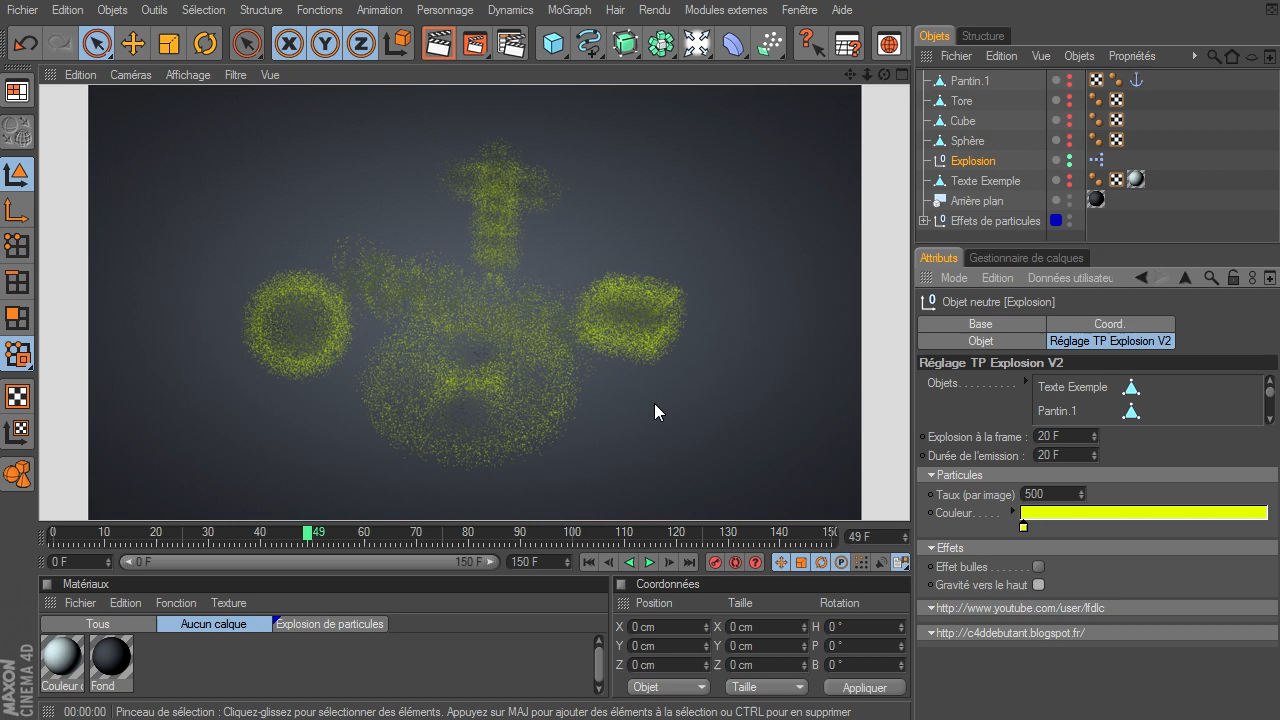 Fichier Edition Objets Outils Sélection Structure Fonctions Animation Personnage Dynamics MoGraph Hair Rendu Modules externes Fenêtre Aide
X Y Z
Objets Structure
Fichier Edition Vue Objets Propriétés
Edition Caméras Affichage Filtre Vue
Pantin.1
Tore
Cube
Sphère
Explosion
Texte Exemple
Arrière plan
Effets de particules
Attributs Gestionnaire de calques
Mode Edition Données utilisateu
Objet neutre [Explosion]
Base Coord.
Objet Réglage TP Explosion V2
Réglage TP Explosion V2
Objets
Texte Exemple
Pantin.1
Explosion à la frame : 20 F
Durée de l'emission : 20 F
Particules
Taux (par image) 500
Couleur
Effets
Effet bulles
Gravité vers le haut
http://www.youtube.com/user/lfdlc
http://c4ddebutant.blogspot.fr/
0 10 20 30 40 49 60 70 80 90 100 110 120 130 140 150 49 F
0 F 0 F 150 F 150 F
Matériaux
Fichier Edition Fonction Texture
Tous Aucun calque Explosion de particules
Couleur Fond
Coordonnées
Position Taille Rotation
X 0 cm X 0 cm H 0 °
Y 0 cm Y 0 cm P 0 °
Z 0 cm Z 0 cm B 0 °
Objet Taille Appliquer
MAXON
CINEMA 4D
00:00:00 Pinceau de sélection : Cliquez-glissez pour sélectionner des éléments. Appuyez sur MAJ pour ajouter des éléments à la sélection ou CTRL pour en supprimer